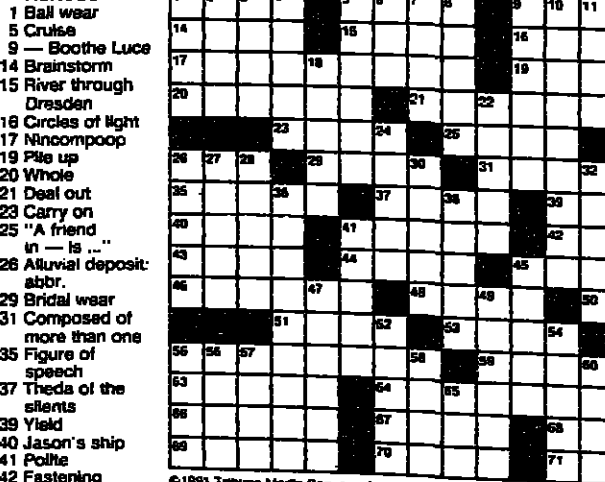 1 Ball wear
5 Cruise
9 — Boothe Luce
14 Brainstorm
15 River through
Dresden
16 Circles of light
17 Nincompoop
19 Pile up
20 Whole
21 Deal out
23 Carry on
25 "A friend
in — is ..."
26 Alluvial deposit:
abbr.
29 Bridal wear
31 Composed of
more than one
35 Figure of
speech
37 Theda of the
silents
39 Yield
40 Jason's ship
41 Polite
42 Fastening
5 6 7 8 9 10 11
14 15 16
17 18 19
20 21 22
23 24 25
26 27 28 29 30 31 32
35 36 37 38 39
40 41 42
43 44 45
46 47 48 49 50
51 52 53 54
55 56 57 58 59 60
63 64 65
66 67 68
69 70 71
©1991 Tribune Media